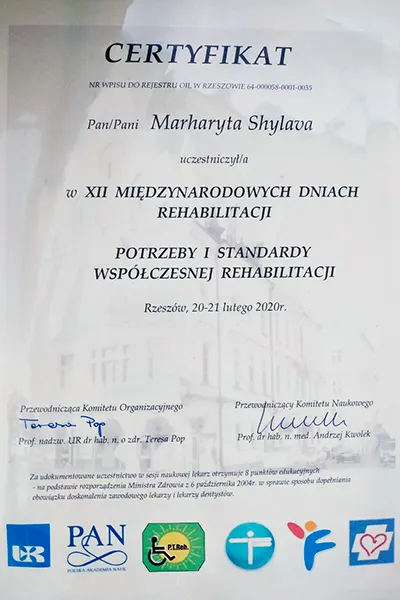 CERTYFIKAT
NR WPISU DO REJESTRU OIL W RZESZOWIE 64-000058-0001-0035
Pan/Pani Marharyta Shylava
uczestniczył/a
w XII MIĘDZYNARODOWYCH DNIACH
REHABILITACJI
POTRZEBY I STANDARDY
WSPÓŁCZESNEJ REHABILITACJI
Rzeszów, 20-21 lutego 2020r.
Przewodnicząca Komitetu Organizacyjnego
Teresa Pop
Prof. nadzw. UR dr hab. n. o zdr. Teresa Pop
Przewodniczący Komitetu Naukowego
Prof. dr hab. n. med. Andrzej Kwolek
Za udokumentowane uczestnictwo w sesji naukowej lekarz otrzymuje 8 punktów edukacyjnych
- na podstawie rozporządzenia Ministra Zdrowia z 6 października 2004r. w sprawie sposobu dopełniania
obowiązku doskonalenia zawodowego lekarzy i lekarzy dentystów.
UR
PAN
POLSKA AKADEMIA NAUK
P.T.Reh.